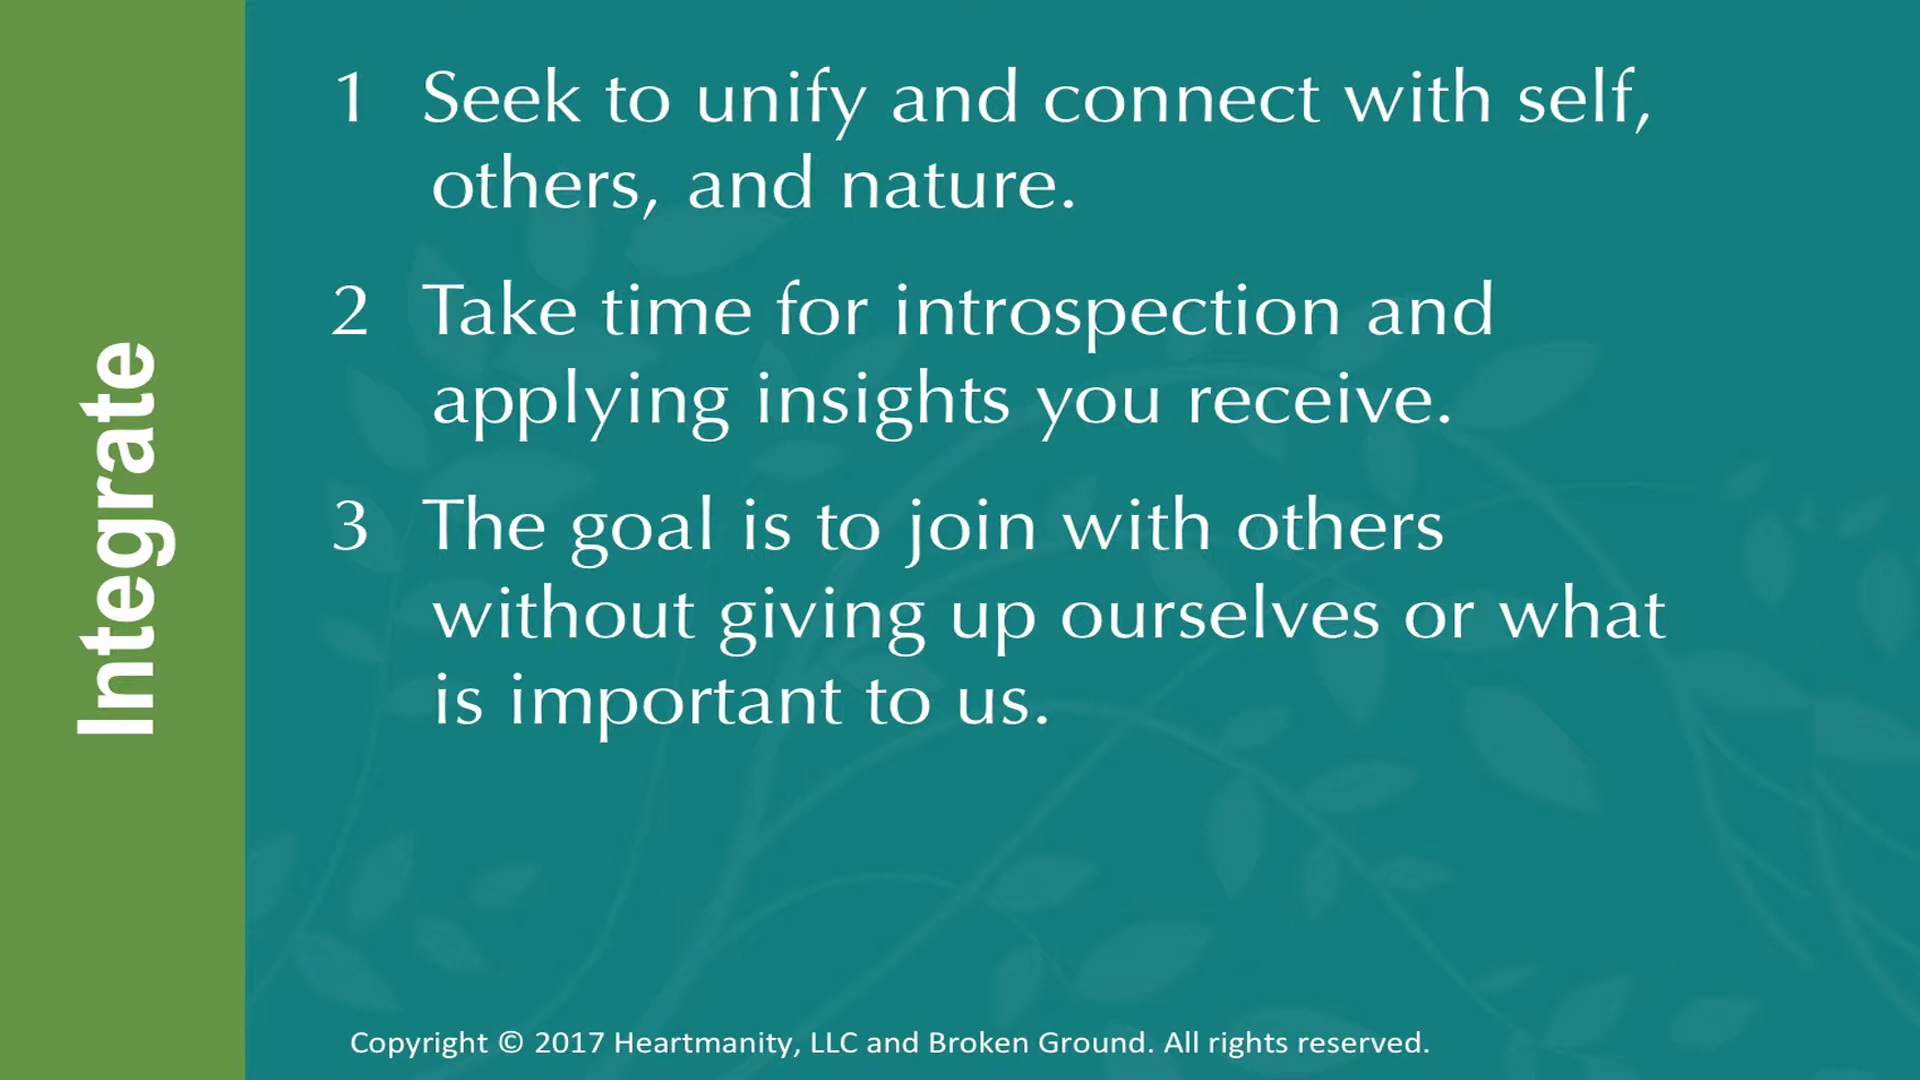 Integrate
1 Seek to unify and connect with self,
others, and nature.
2 Take time for introspection and
applying insights you receive.
3 The goal is to join with others
without giving up ourselves or what
is important to us.
Copyright © 2017 Heartmanity, LLC and Broken Ground. All rights reserved.